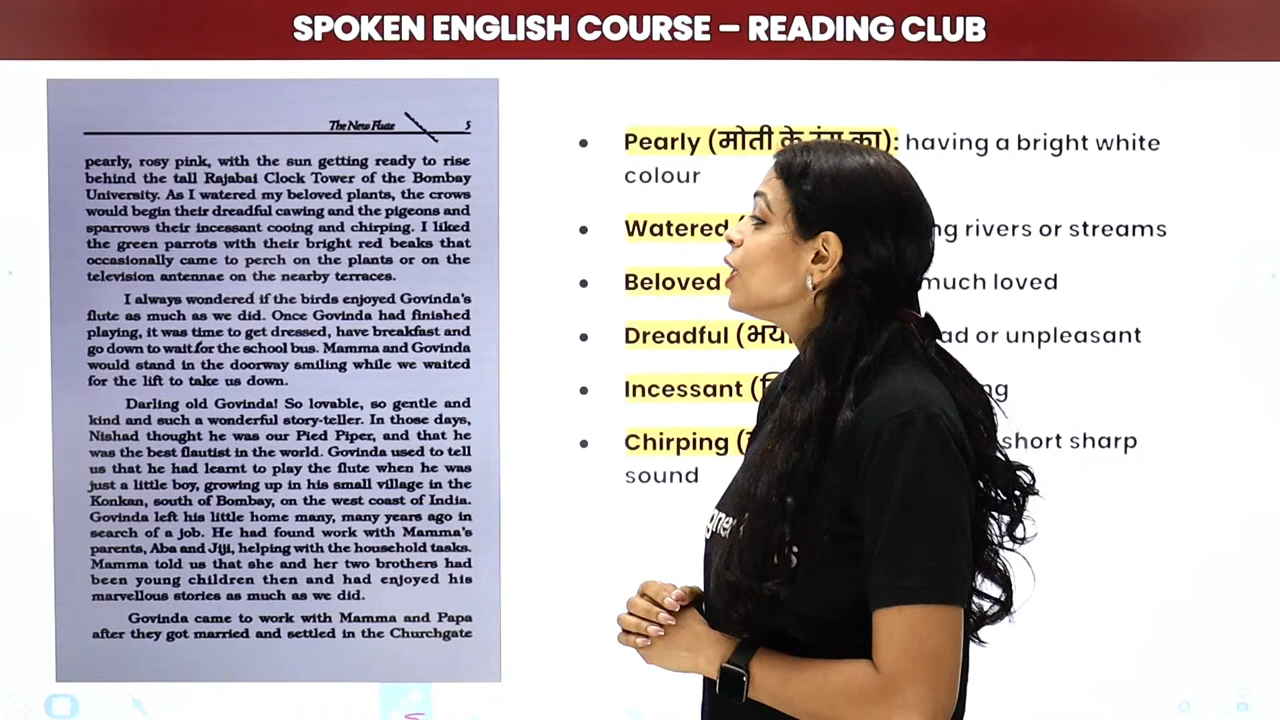 SPOKEN ENGLISH COURSE – READING CLUB
The New Flute 5
pearly, rosy pink, with the sun getting ready to rise
behind the tall Rajabai Clock Tower of the Bombay
University. As I watered my beloved plants, the crows
would begin their dreadful cawing and the pigeons and
sparrows their incessant cooing and chirping. I liked
the green parrots with their bright red beaks that
occasionally came to perch on the plants or on the
television antennae on the nearby terraces.
I always wondered if the birds enjoyed Govinda's
flute as much as we did. Once Govinda had finished
playing, it was time to get dressed, have breakfast and
go down to wait for the school bus. Mamma and Govinda
would stand in the doorway smiling while we waited
for the lift to take us down.
Darling old Govinda! So lovable, so gentle and
kind and such a wonderful story-teller. In those days,
Nishad thought he was our Pied Piper, and that he
was the best flautist in the world. Govinda used to tell
us that he had learnt to play the flute when he was
just a little boy, growing up in his small village in the
Konkan, south of Bombay, on the west coast of India.
Govinda left his little home many, many years ago in
search of a job. He had found work with Mamma's
parents, Aba and Jiji, helping with the household tasks.
Mamma told us that she and her two brothers had
been young children then and had enjoyed his
marvellous stories as much as we did.
Govinda came to work with Mamma and Papa
after they got married and settled in the Churchgate
Pearly (मोती के का): having a bright white
colour
Watered rivers or streams
Beloved much loved
Dreadful or unpleasant
Incessant
Chirping short sharp
sound